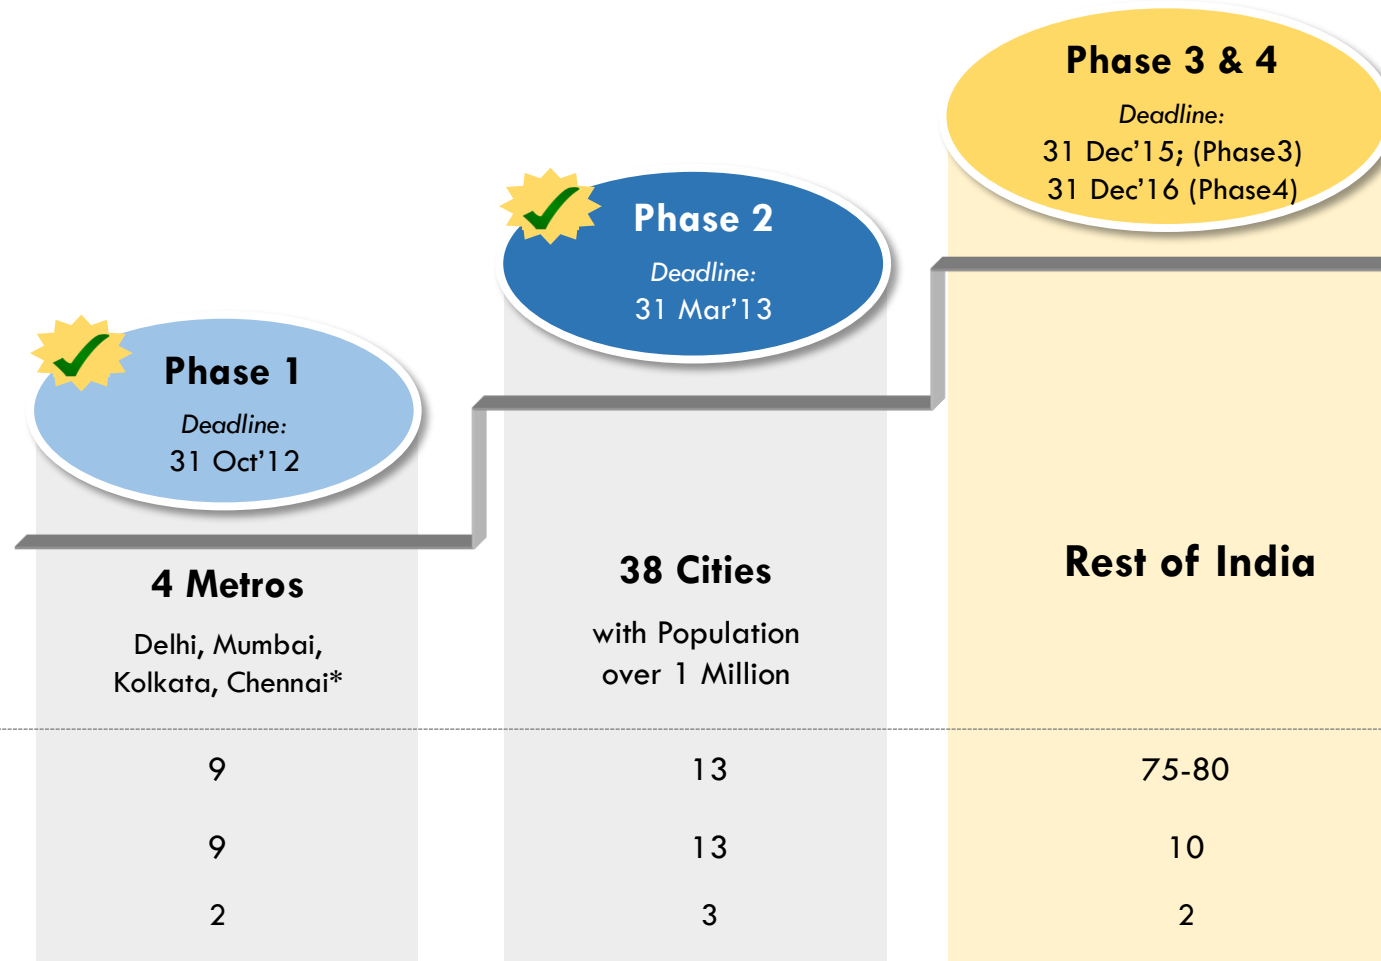 Phase 1
Deadline:
31 Oct’12
4 Metros
Delhi, Mumbai,
Kolkata, Chennai*
Phase 2
Deadline:
31 Mar’13
38 Cities
with Population
over 1 Million
Phase 3 & 4
Deadline:
31 Dec’15; (Phase3)
31 Dec’16 (Phase4)
Rest of India
9 13 75-80
9 13 10
2 3 2